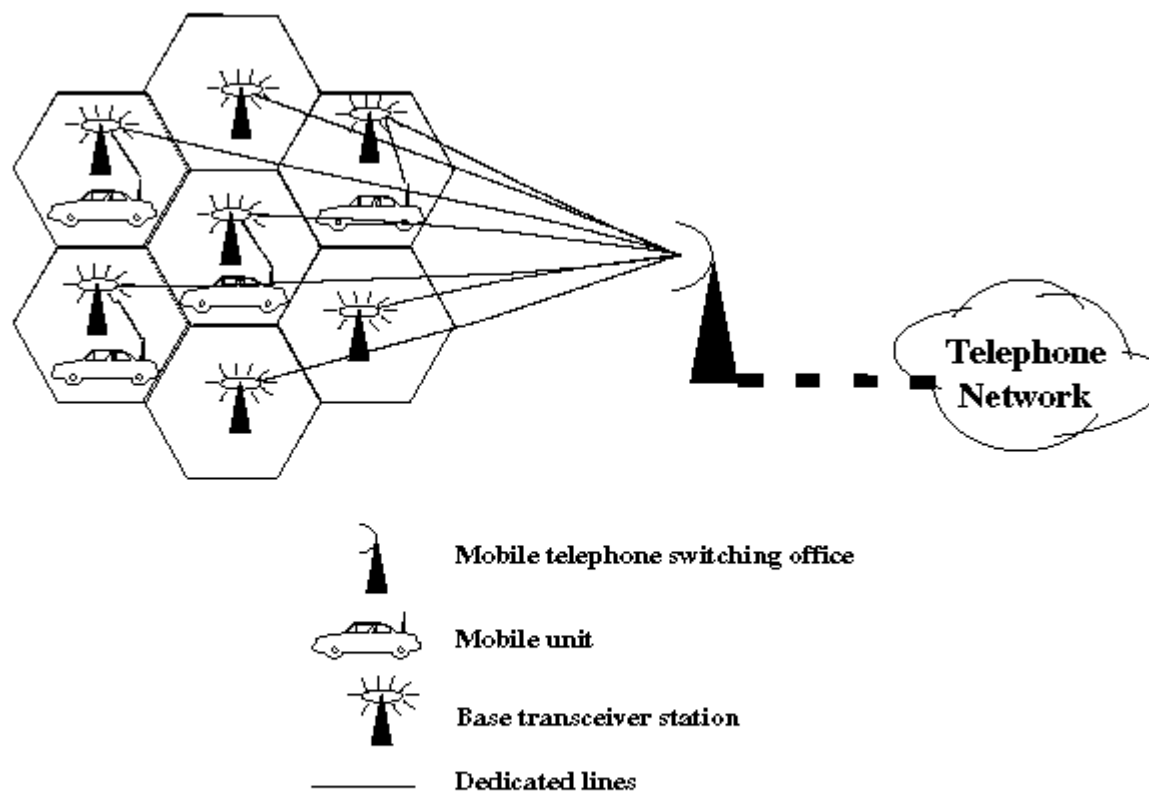 Telephone
Network
Mobile telephone switching office
Mobile unit
Base transceiver station
Dedicated lines